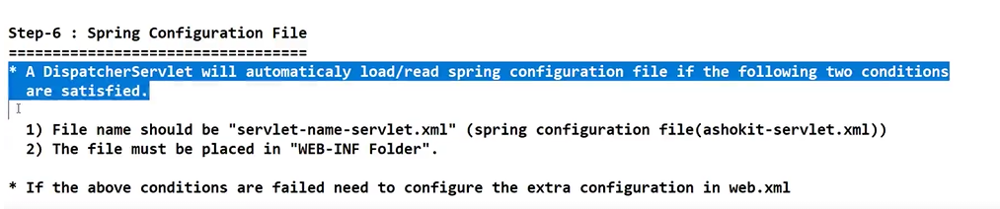 Step-6 : Spring Configuration File
==================================
* A DispatcherServlet will automaticaly load/read spring configuration file if the following two conditions
are satisfied.
1) File name should be "servlet-name-servlet.xml" (spring configuration file(ashokit-servlet.xml))
2) The file must be placed in "WEB-INF Folder".
* If the above conditions are failed need to configure the extra configuration in web.xml